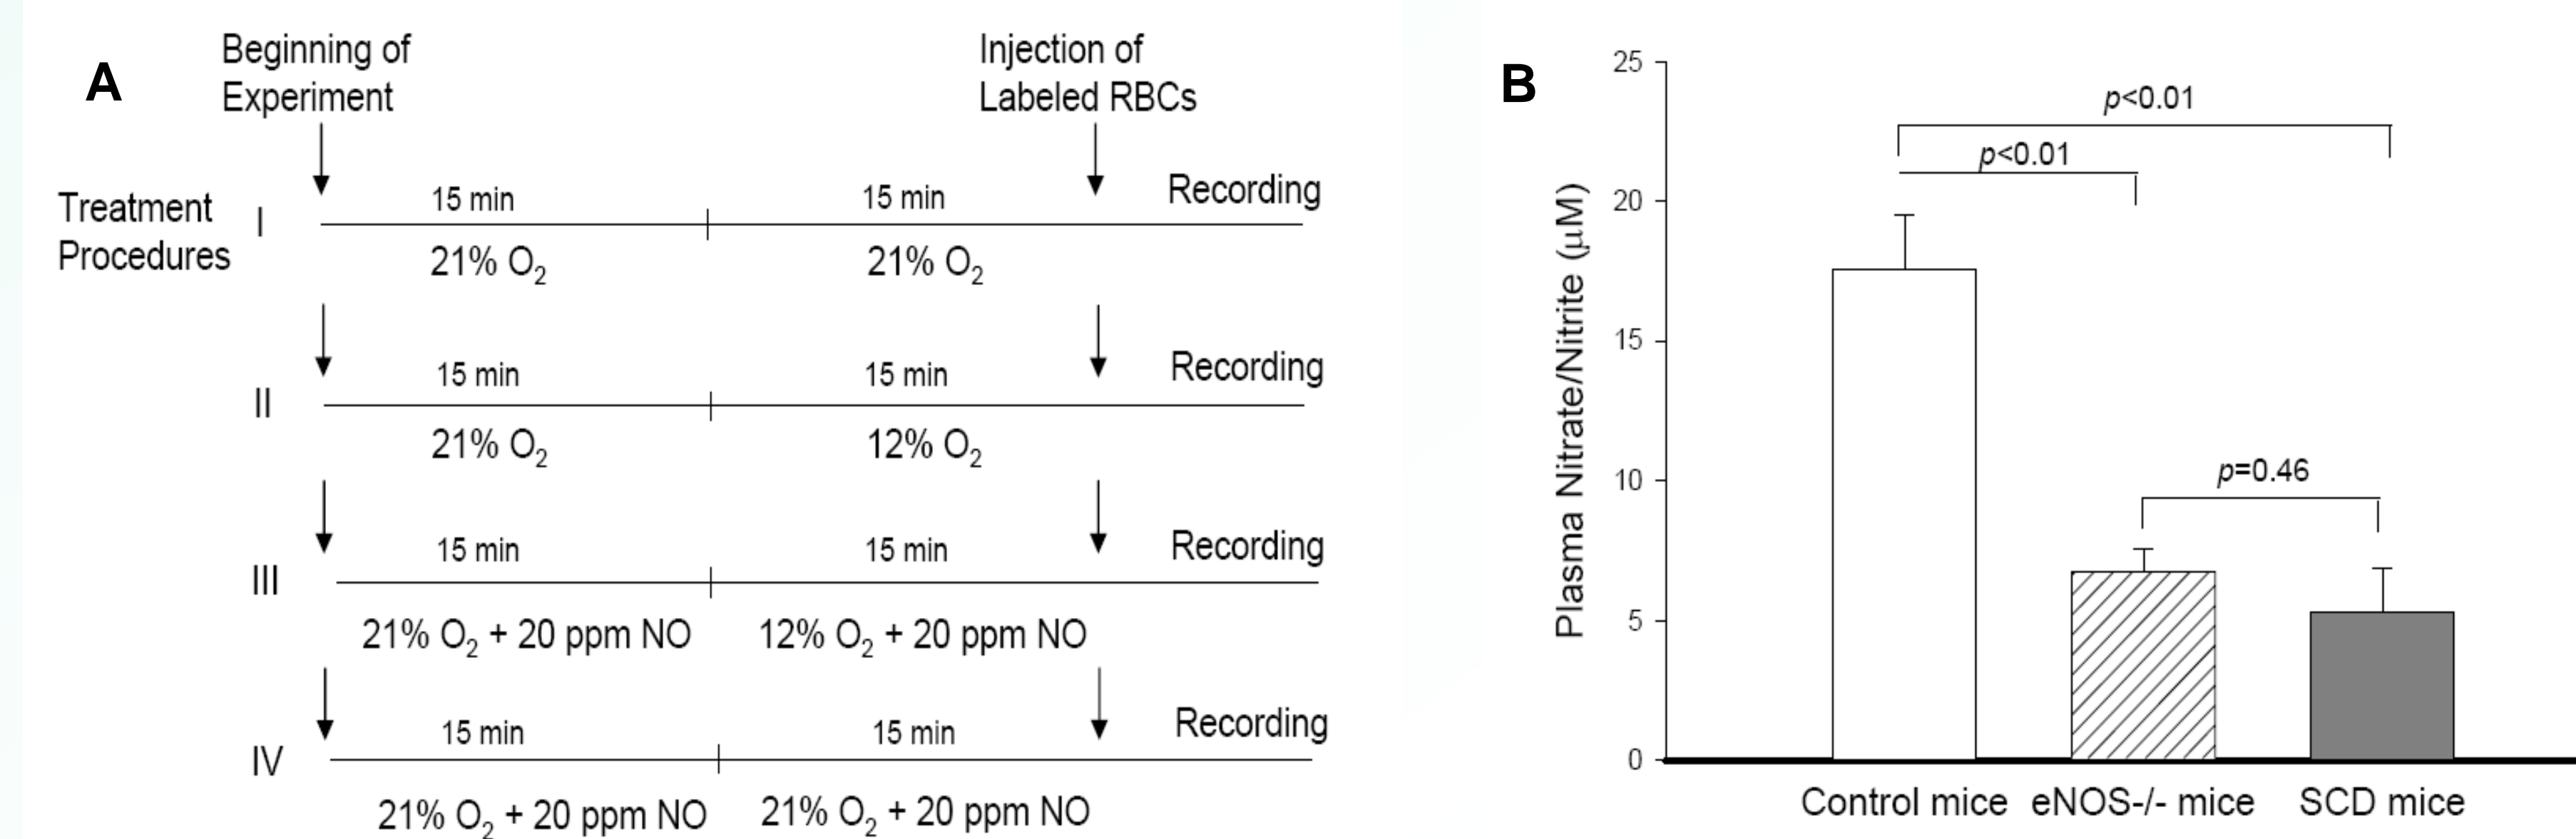 A
Beginning of
Experiment
Injection of
Labeled RBCs
Treatment
Procedures
I
15 min
15 min
Recording
21% O₂
21% O₂
II
15 min
15 min
Recording
21% O₂
12% O₂
III
15 min
15 min
Recording
21% O₂ + 20 ppm NO
12% O₂ + 20 ppm NO
IV
15 min
15 min
Recording
21% O₂ + 20 ppm NO
21% O₂ + 20 ppm NO
B
Plasma Nitrate/Nitrite (µM)
25
20
15
10
5
0
p<0.01
p<0.01
p=0.46
Control mice
eNOS-/- mice
SCD mice